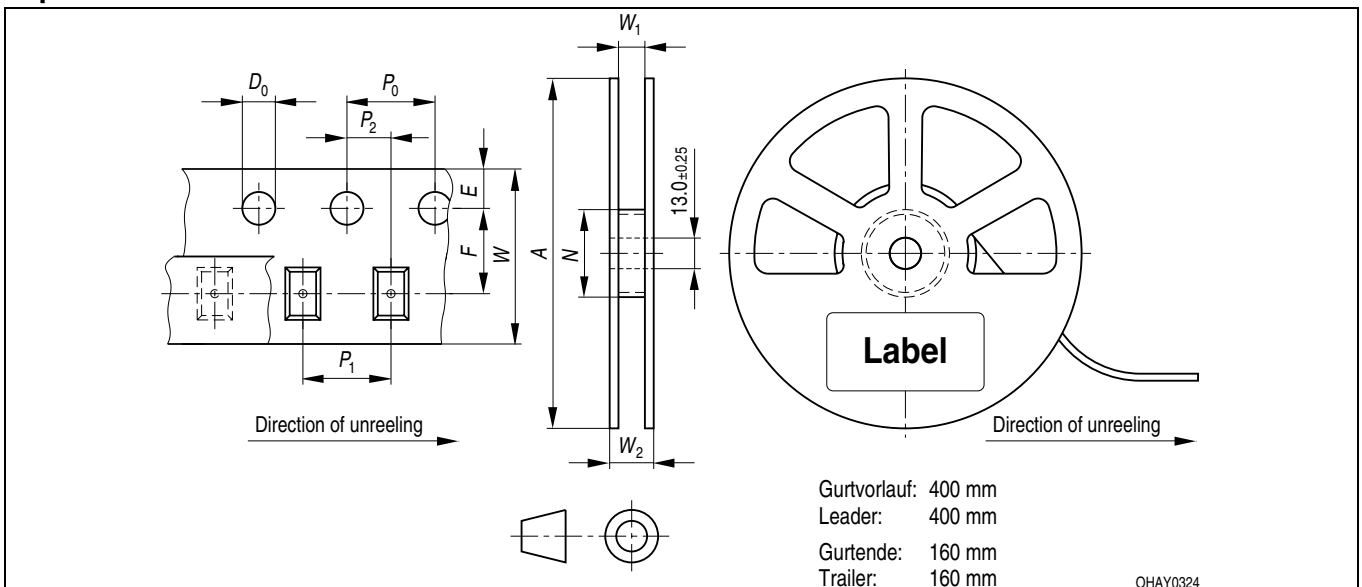 W1
D0
P0
P2
E
F
W
A
N
13.0±0.25
P1
Label
Direction of unreeling
Direction of unreeling
W2
Gurtvorlauf: 400 mm
Leader: 400 mm
Gurtende: 160 mm
Trailer: 160 mm
OHAY0324